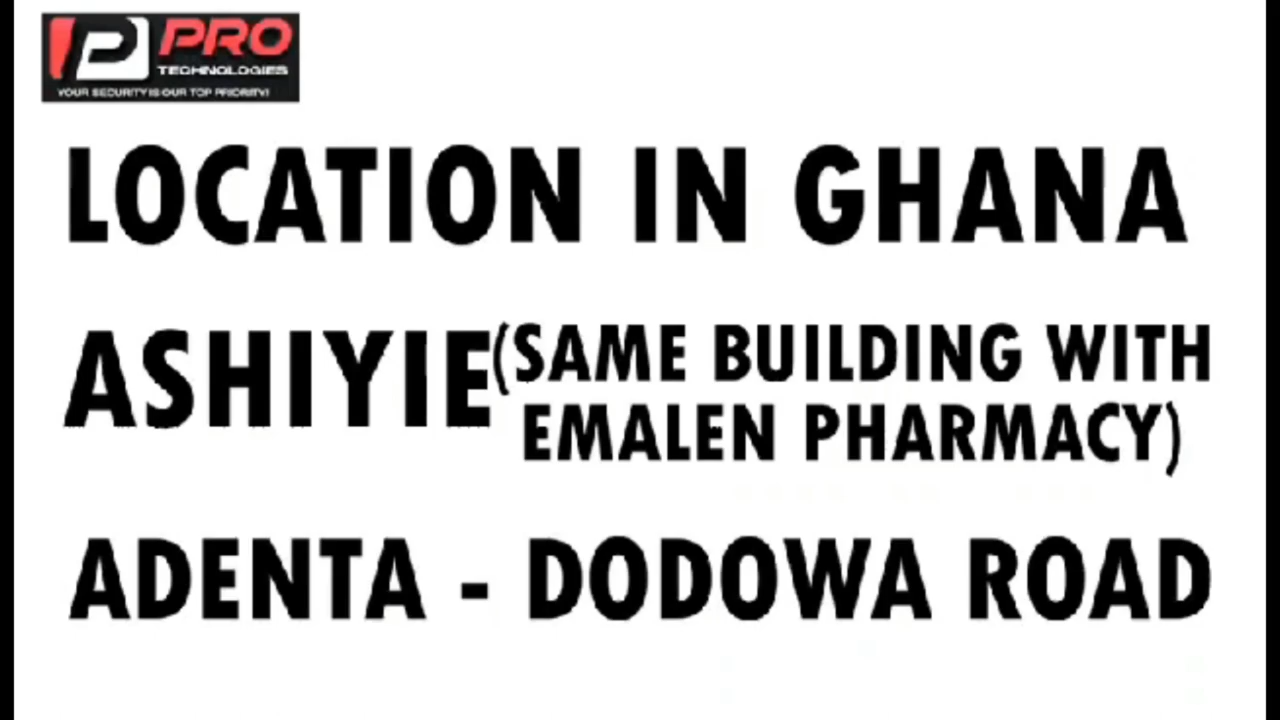 PRO
TECHNOLOGIES
YOUR SECURITY IS OUR TOP PRIORITY!
LOCATION IN GHANA
ASHIYIE (SAME BUILDING WITH
EMALEN PHARMACY)
ADENTA - DODOWA ROAD